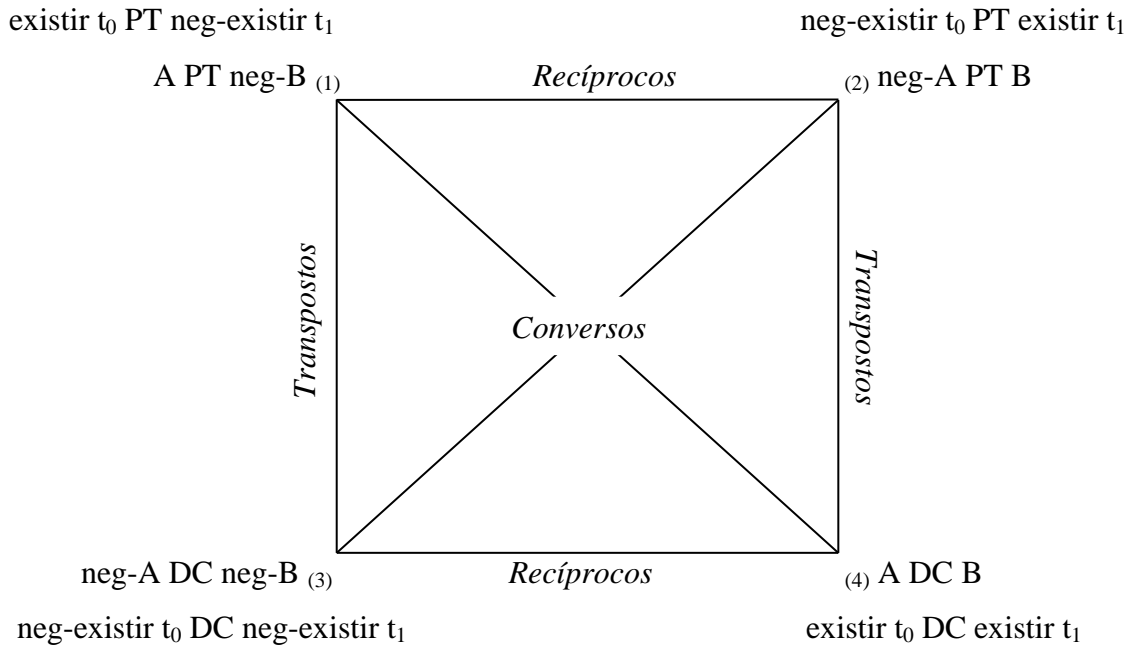 existir t₀ PT neg-existir t₁
neg-existir t₀ PT existir t₁
A PT neg-B (1)
Recíprocos
(2) neg-A PT B
Transpostos
Conversos
Transpostos
neg-A DC neg-B (3)
Recíprocos
(4) A DC B
neg-existir t₀ DC neg-existir t₁
existir t₀ DC existir t₁